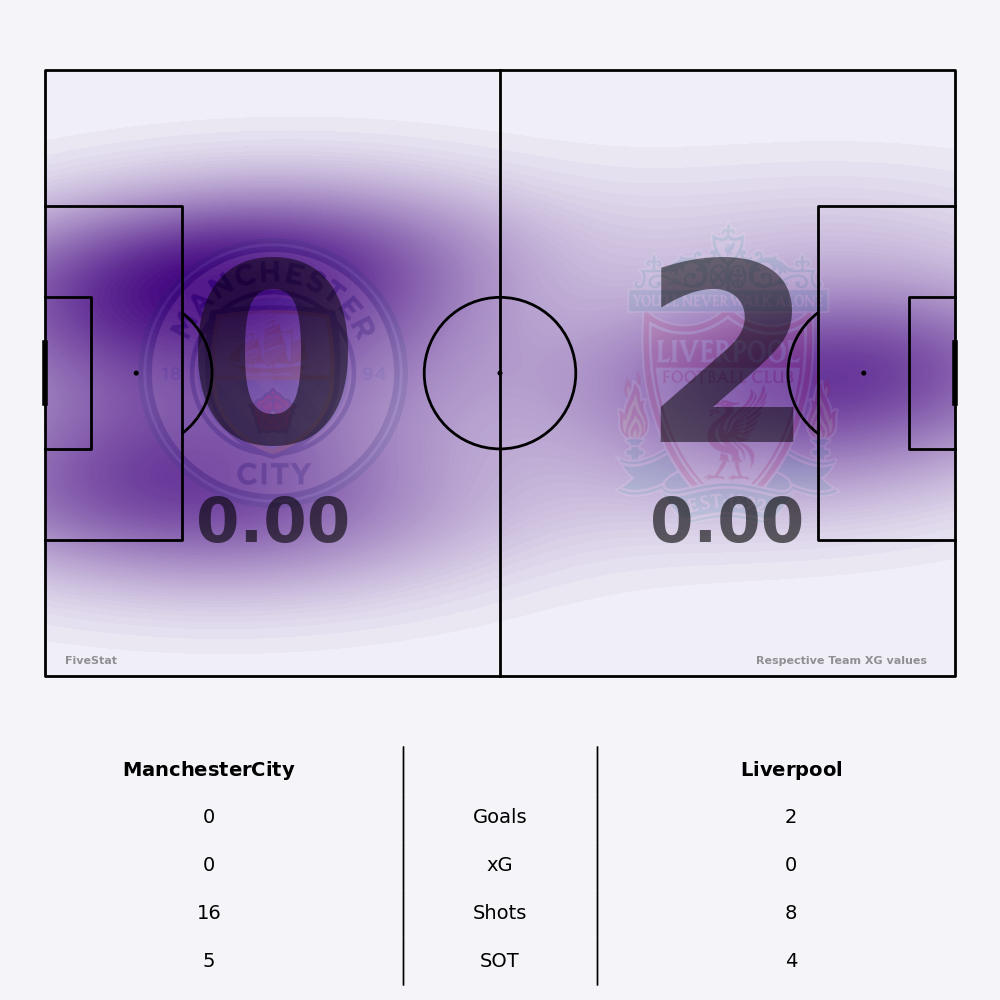 MANCHESTER
18 94
CITY
0
0.00
YOU'LL NEVER WALK ALONE
LIVERPOOL
FOOTBALL CLUB
2
EST
0.00
FiveStat
Respective Team XG values
ManchesterCity Liverpool
0 Goals 2
0 xG 0
16 Shots 8
5 SOT 4